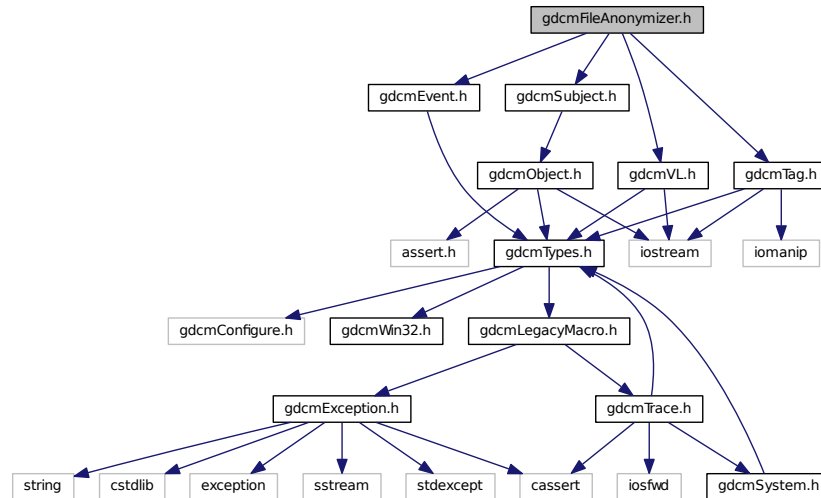 gdcmFileAnonymizer.h
gdcmEvent.h
gdcmSubject.h
gdcmObject.h
gdcmVL.h
gdcmTag.h
assert.h
gdcmTypes.h
iostream
iomanip
gdcmConfigure.h
gdcmWin32.h
gdcmLegacyMacro.h
gdcmException.h
gdcmTrace.h
string
cstdlib
exception
sstream
stdexcept
cassert
iosfwd
gdcmSystem.h